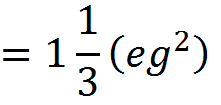 = 1 1/3 (eg²)